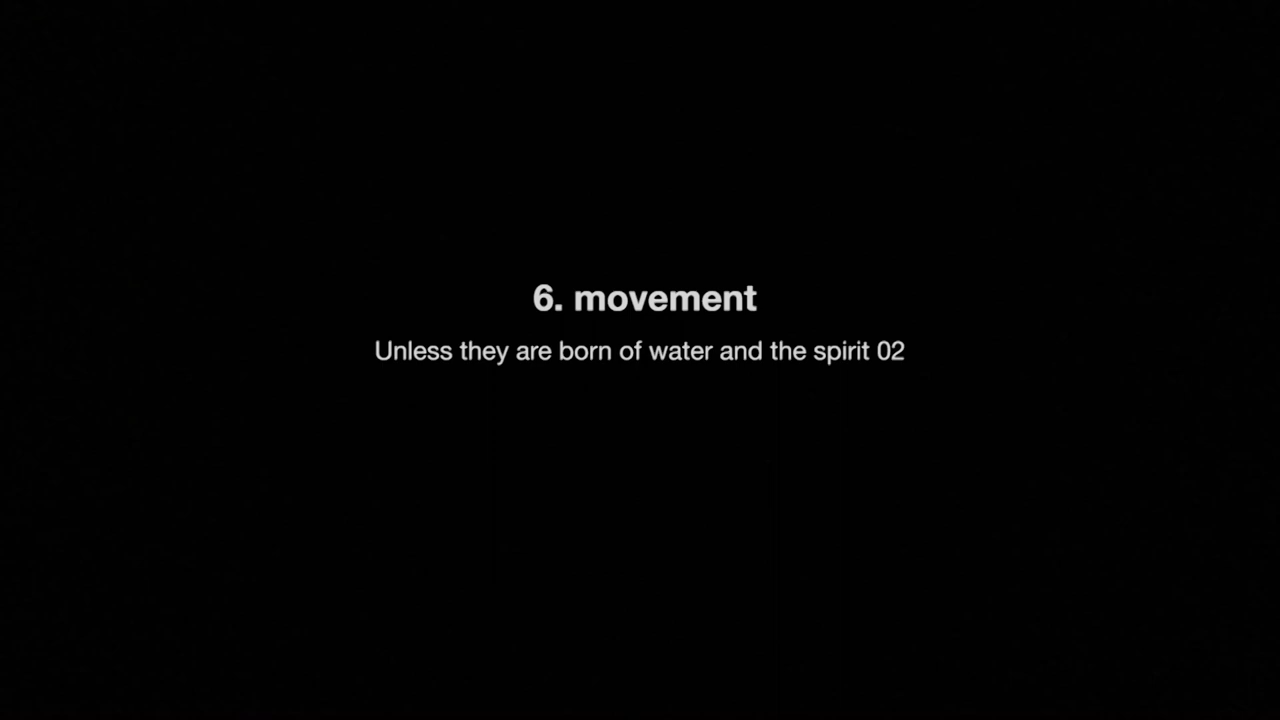 6. movement
Unless they are born of water and the spirit 02